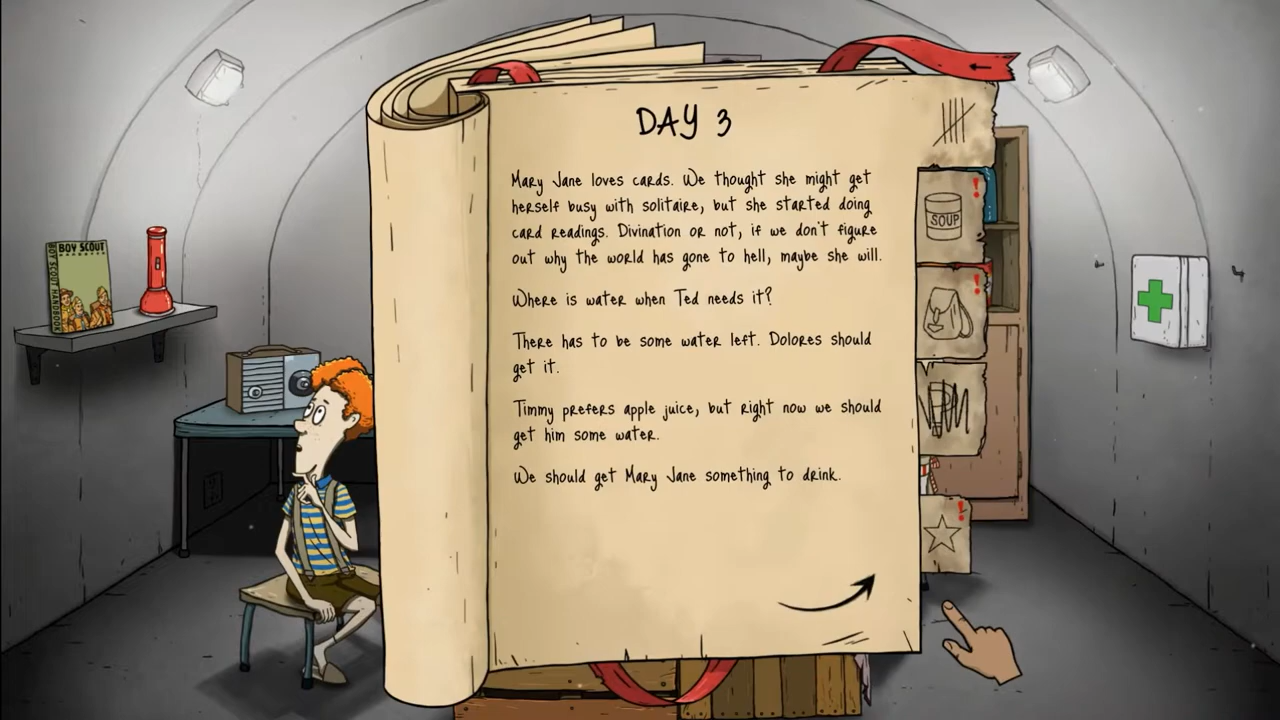 DAY 3
Mary Jane loves cards. We thought she might get
herself busy with solitaire, but she started doing
card readings. Divination or not, if we don't figure
out why the world has gone to hell, maybe she will.
Where is water when Ted needs it?
There has to be some water left. Dolores should
get it.
Timmy prefers apple juice, but right now we should
get him some water.
We should get Mary Jane something to drink.
!
SOUP
!
!
BOY SCOUT
BOY SCOUT HANDBOOK